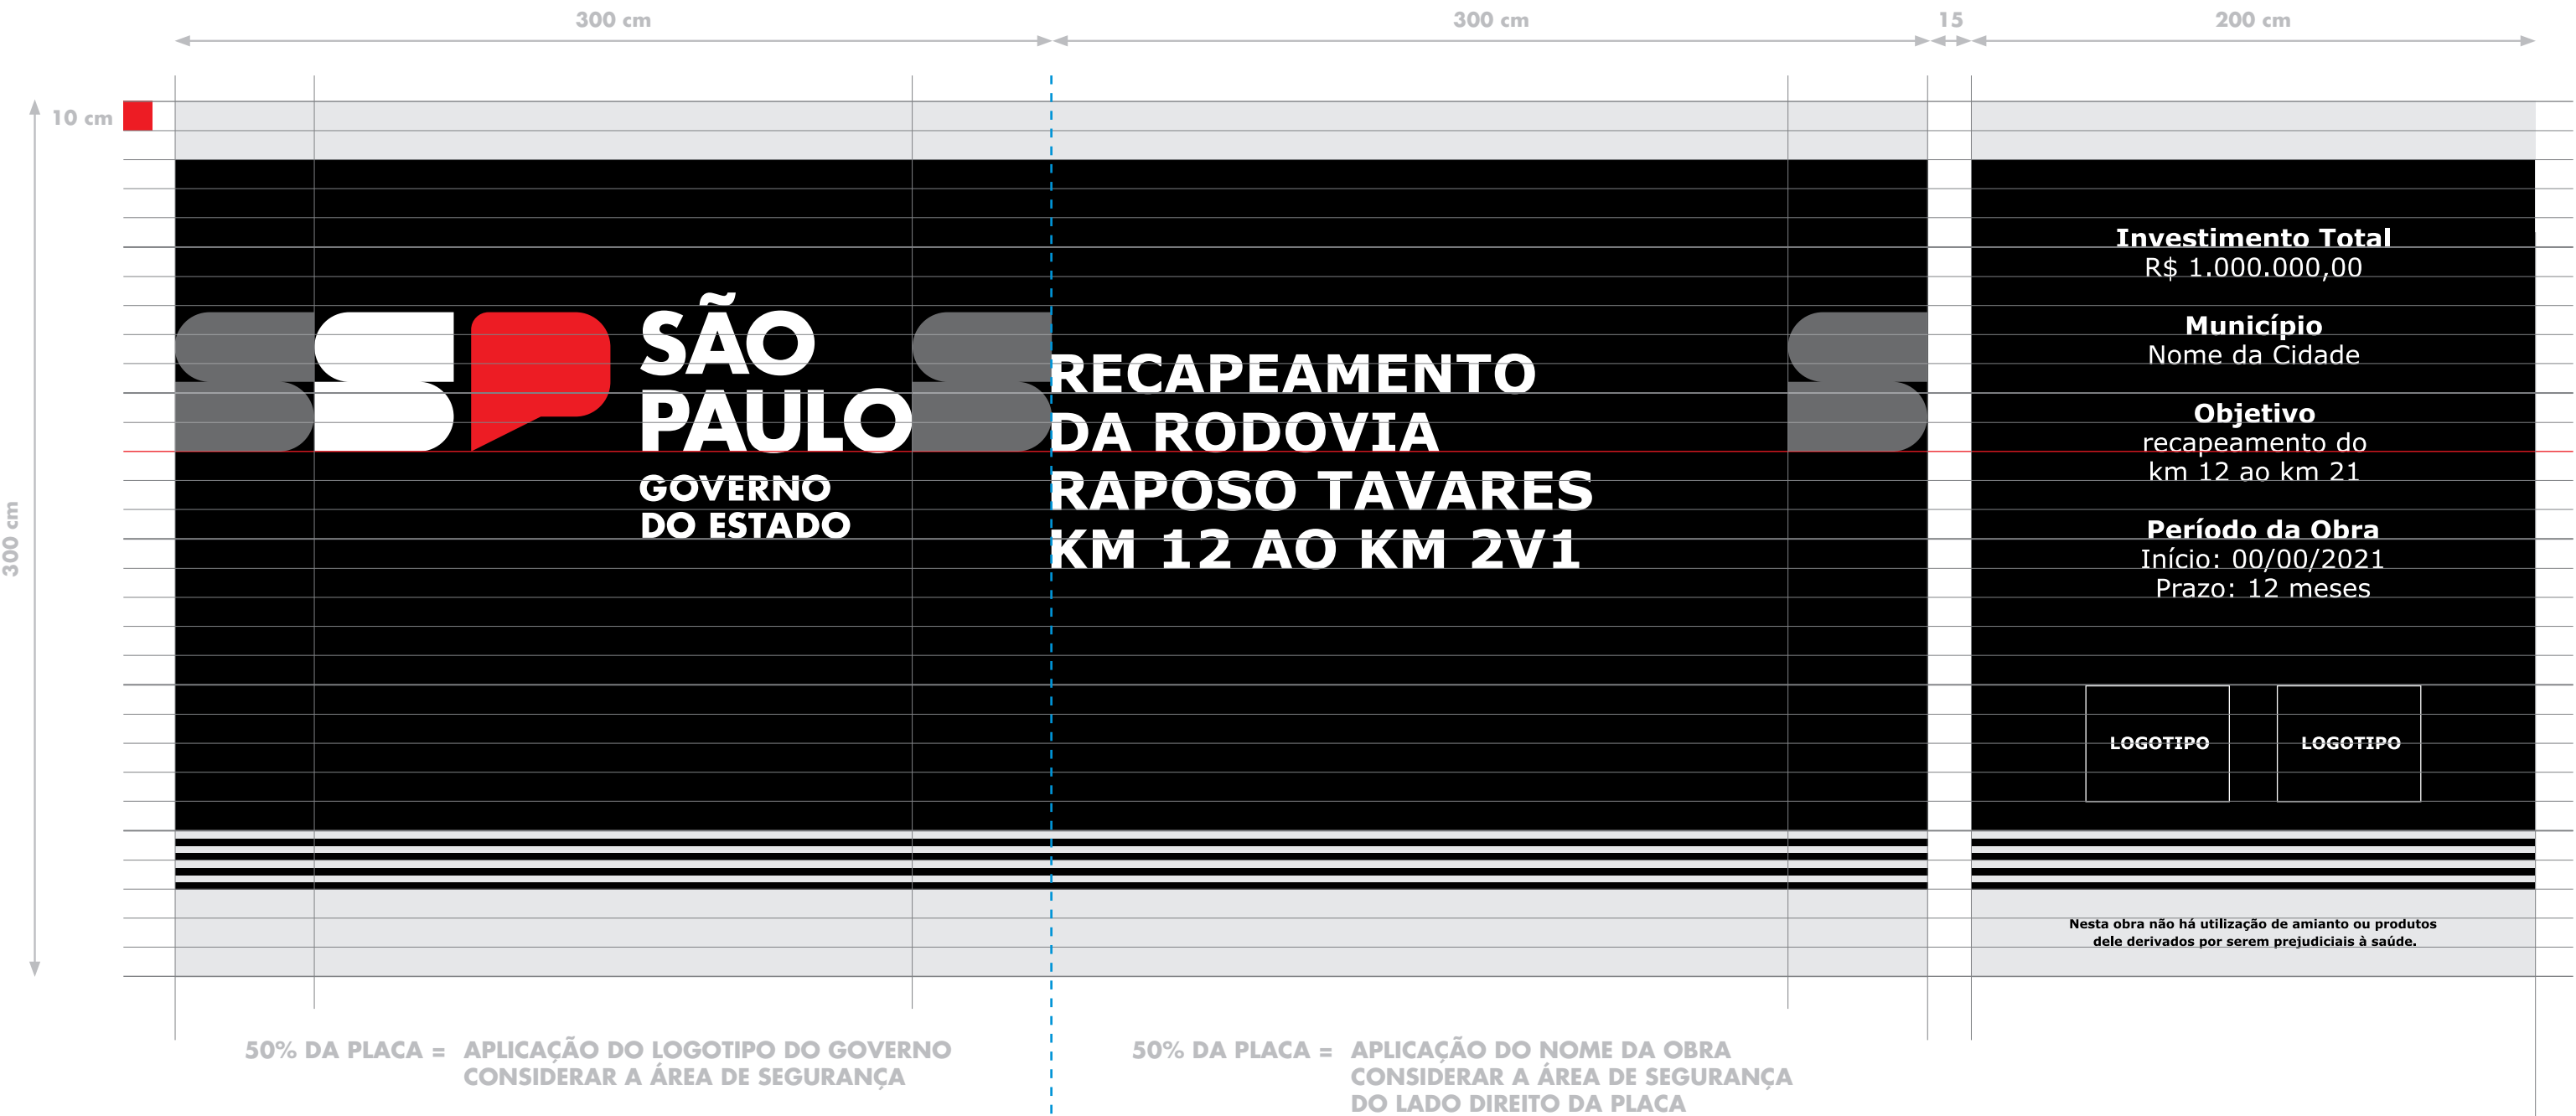 300 cm
300 cm
15
200 cm
10 cm
300 cm
SÃO
PAULO
GOVERNO
DO ESTADO
RECAPEAMENTO
DA RODOVIA
RAPOSO TAVARES
KM 12 AO KM 2V1
Investimento Total
R$ 1.000.000,00
Município
Nome da Cidade
Objetivo
recapeamento do
km 12 ao km 21
Período da Obra
Início: 00/00/2021
Prazo: 12 meses
LOGOTIPO
LOGOTIPO
Nesta obra não há utilização de amianto ou produtos
dele derivados por serem prejudiciais à saúde.
50% DA PLACA = APLICAÇÃO DO LOGOTIPO DO GOVERNO
CONSIDERAR A ÁREA DE SEGURANÇA
50% DA PLACA = APLICAÇÃO DO NOME DA OBRA
CONSIDERAR A ÁREA DE SEGURANÇA
DO LADO DIREITO DA PLACA